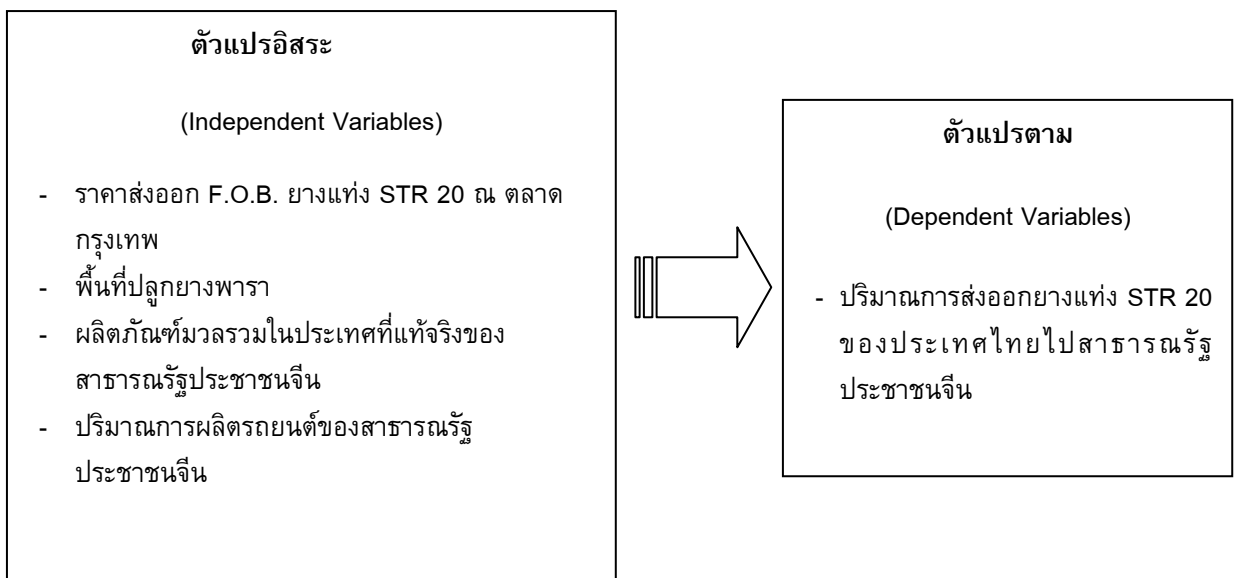 ตัวแปรอิสระ
(Independent Variables)
- ราคาส่งออก F.O.B. ยางแท่ง STR 20 ณ ตลาด
กรุงเทพ
- พื้นที่ปลูกยางพารา
- ผลิตภัณฑ์มวลรวมในประเทศที่แท้จริงของ
สาธารณรัฐประชาชนจีน
- ปริมาณการผลิตรถยนต์ของสาธารณรัฐ
ประชาชนจีน
ตัวแปรตาม
(Dependent Variables)
- ปริมาณการส่งออกยางแท่ง STR 20
ของประเทศไทยไปสาธารณรัฐ
ประชาชนจีน